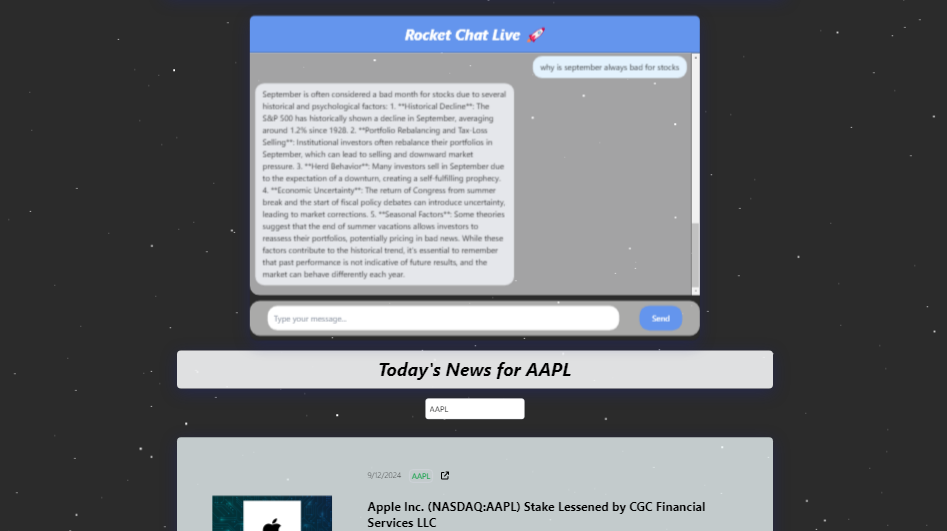 Rocket Chat Live 🚀
why is september always bad for stocks
September is often considered a bad month for stocks due to several
historical and psychological factors: 1. **Historical Decline**: The
S&P 500 has historically shown a decline in September, averaging
around 1.2% since 1928. 2. **Portfolio Rebalancing and Tax-Loss
Selling**: Institutional investors often rebalance their portfolios in
September, which can lead to selling and downward market
pressure. 3. **Herd Behavior**: Many investors sell in September due
to the expectation of a downturn, creating a self-fulfilling prophecy.
4. **Economic Uncertainty**: The return of Congress from summer
break and the start of fiscal policy debates can introduce uncertainty,
leading to market corrections. 5. **Seasonal Factors**: Some theories
suggest that the end of summer vacations allows investors to
reassess their portfolios, potentially pricing in bad news. While these
factors contribute to the historical trend, it's essential to remember
that past performance is not indicative of future results, and the
market can behave differently each year.
Type your message...
Send
Today's News for AAPL
AAPL
9/12/2024 AAPL
Apple Inc. (NASDAQ:AAPL) Stake Lessened by CGC Financial
Services LLC